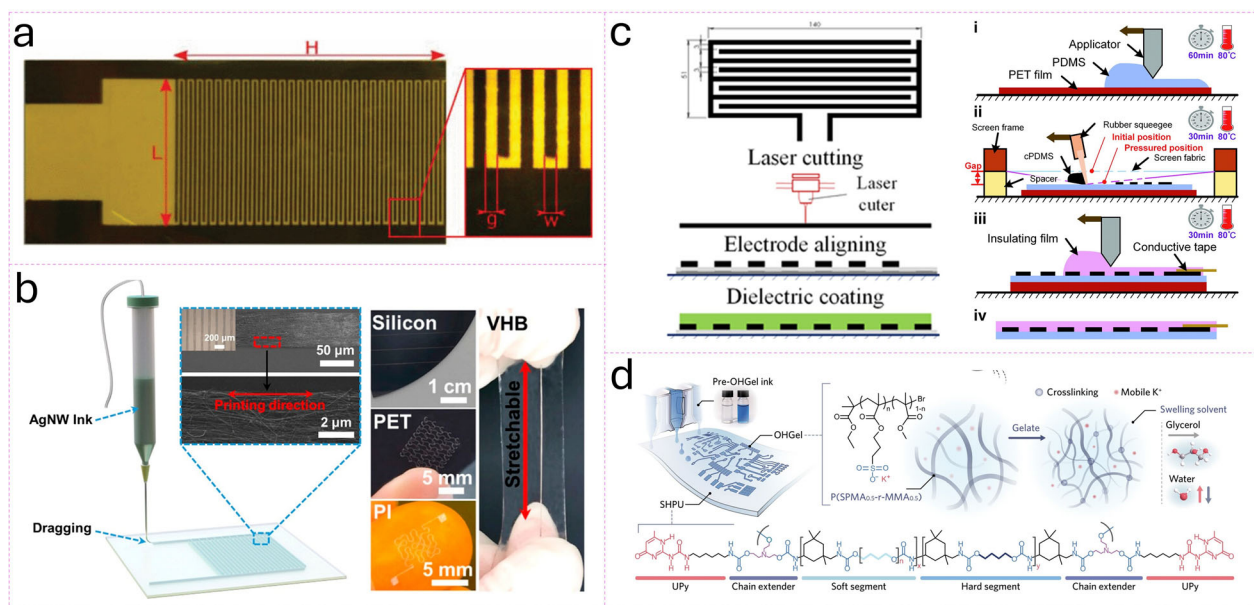 a
H
L
g
w
b
AgNW Ink
Dragging
200 µm
50 µm
Printing direction
2 µm
Silicon
1 cm
PET
5 mm
PI
5 mm
VHB
Stretchable
c
140
51
3
3
Laser cutting
Laser
cuter
Electrode aligning
Dielectric coating
i
Applicator
PDMS
PET film
60min 80°C
ii
Rubber squeegee
Screen frame
Initial position
cPDMS
Pressured position
Screen fabric
Gap
Spacer
30min 80°C
iii
Insulating film
Conductive tape
30min 80°C
iv
d
Pre-OHGel ink
OHGel
SHPU
Br
n
1-n
O
O
O
O
O
O
S
O
O
O⁻ K⁺
P(SPMA0.5-r-MMA0.5)
Crosslinking
Mobile K⁺
Gelate
Swelling solvent
Glycerol
Water
UPy
Chain extender
Soft segment
Hard segment
Chain extender
UPy